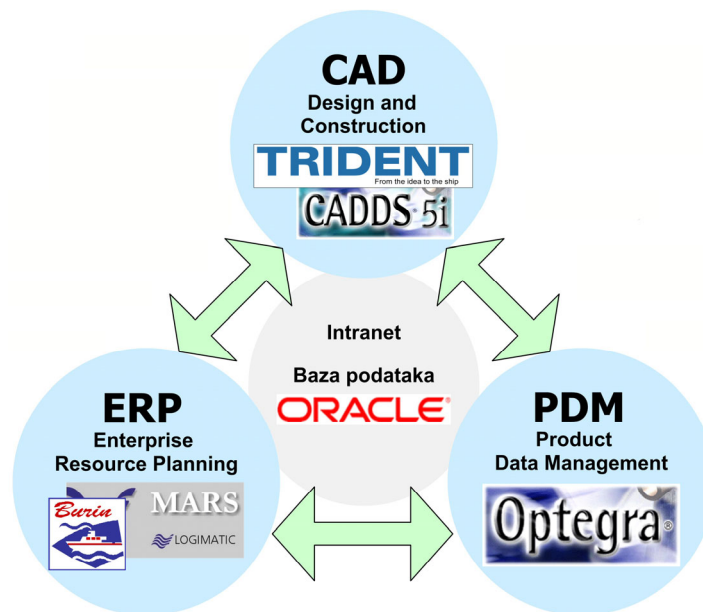 CAD
Design and
Construction
TRIDENT
From the idea to the ship
CADDS 5i
Intranet
Baza podataka
ORACLE®
ERP
Enterprise
Resource Planning
MARS
Burin
LOGIMATIC
PDM
Product
Data Management
Optegra®